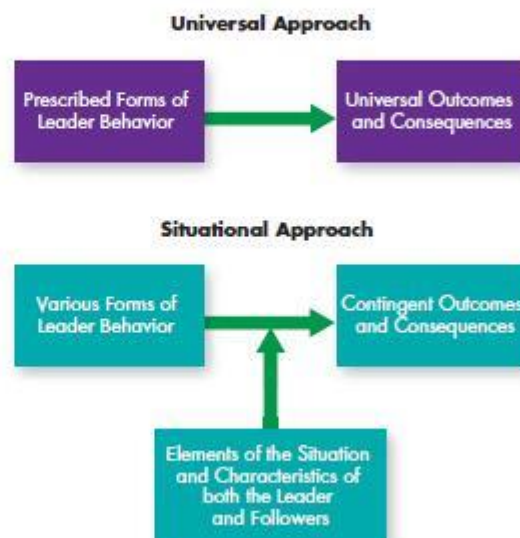 Universal Approach
Prescribed Forms of
Leader Behavior
Universal Outcomes
and Consequences
Situational Approach
Various Forms of
Leader Behavior
Contingent Outcomes
and Consequences
Elements of the Situation
and Characteristics of
both the Leader
and Followers